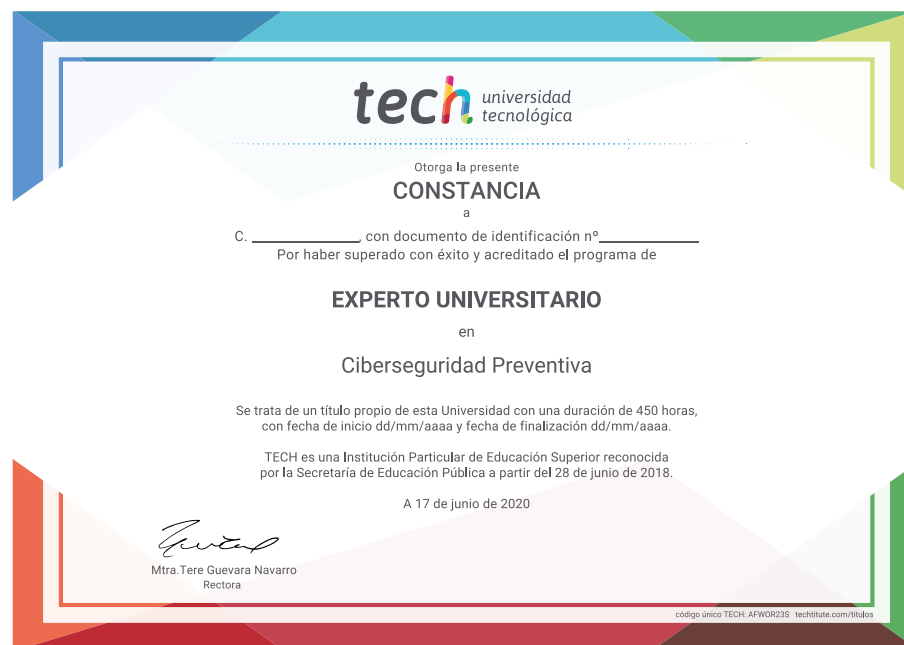 tech universidad
tecnológica
Otorga la presente
CONSTANCIA
a
C. ______________, con documento de identificación nº_____________
Por haber superado con éxito y acreditado el programa de
EXPERTO UNIVERSITARIO
en
Ciberseguridad Preventiva
Se trata de un título propio de esta Universidad con una duración de 450 horas,
con fecha de inicio dd/mm/aaaa y fecha de finalización dd/mm/aaaa.
TECH es una Institución Particular de Educación Superior reconocida
por la Secretaría de Educación Pública a partir del 28 de junio de 2018.
A 17 de junio de 2020
Mtra.Tere Guevara Navarro
Rectora
código único TECH: AFWOR23S techtitute.com/titulos